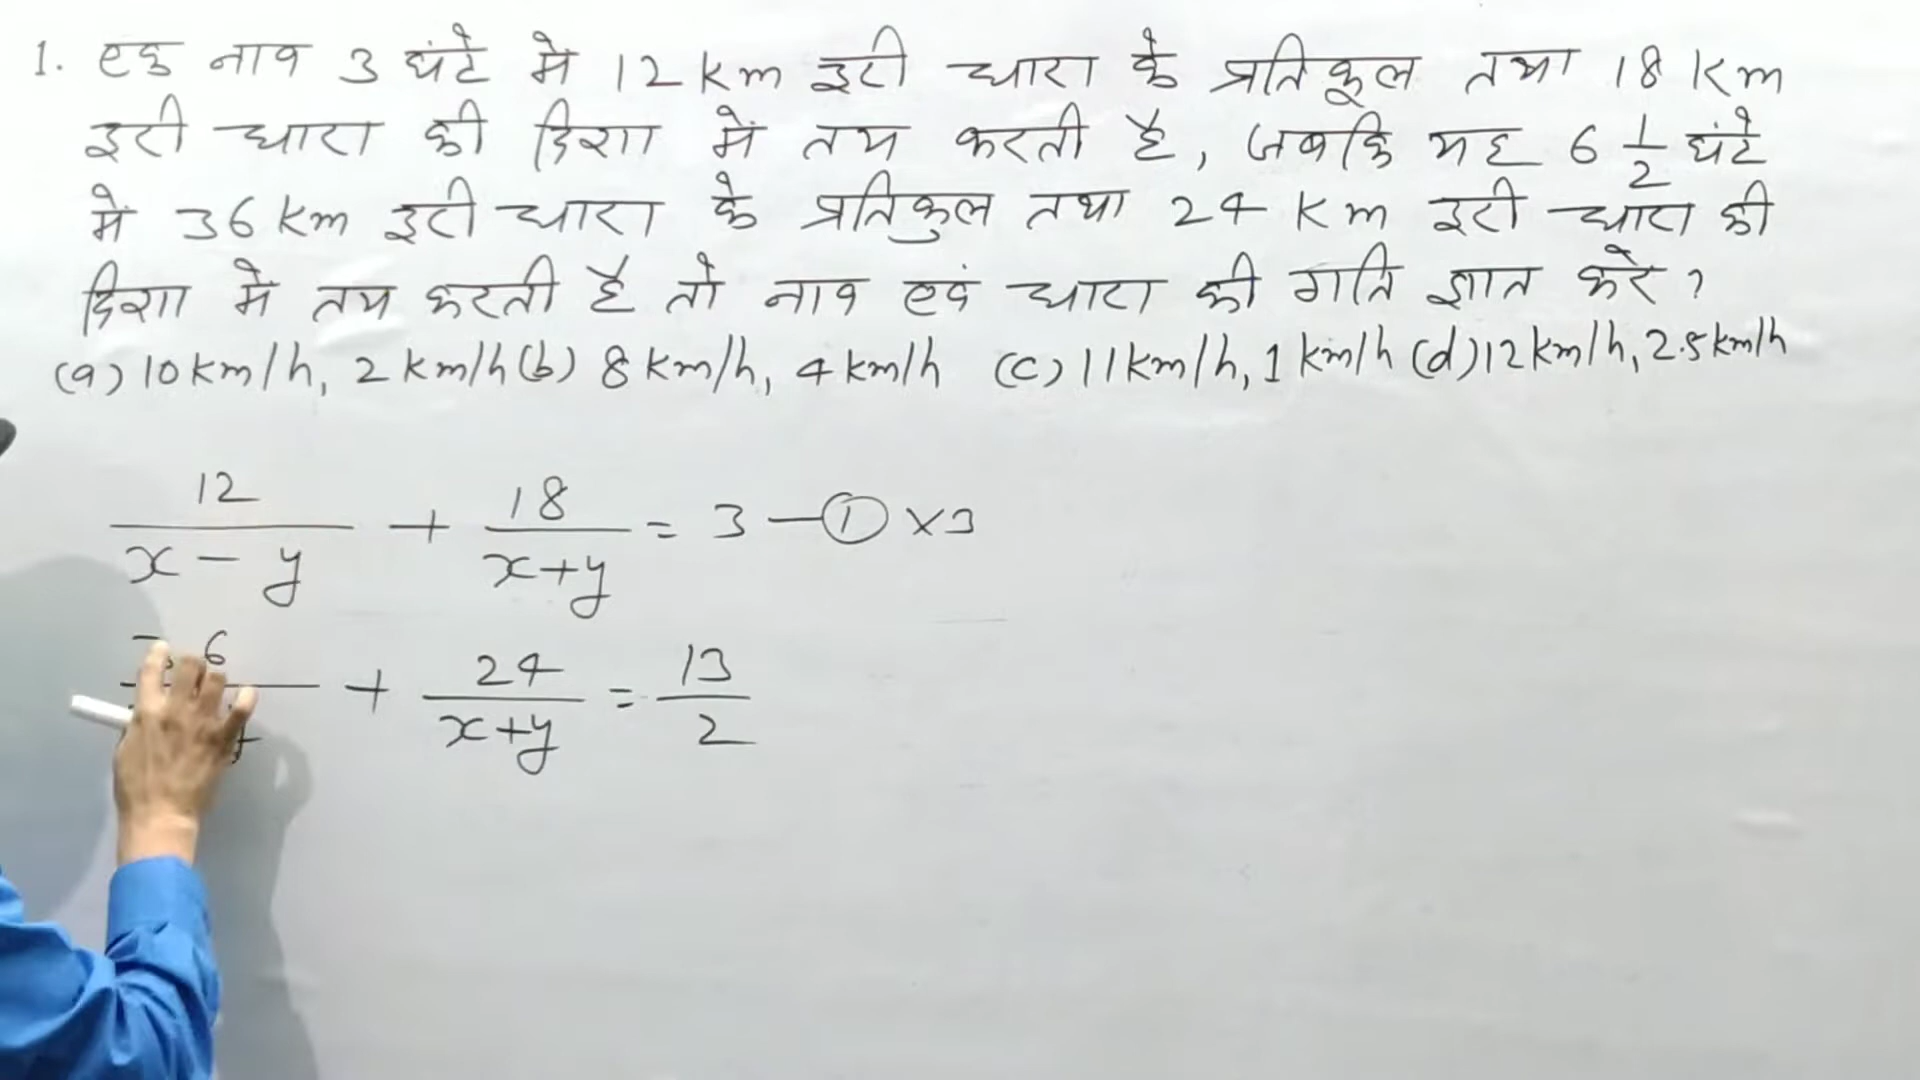 1. एक नाव 3 घंटे में 12 km दूरी धारा के प्रतिकूल तथा 18 Km
दूरी धारा की दिशा में तय करती है, जबकि यह 6 1/2 घंटे
में 36 Km दूरी धारा के प्रतिकुल तथा 24 Km दूरी धारा की
दिशा में तय करती है तो नाव एवं धारा की गति ज्ञात करे ?
(a) 10 km/h, 2 km/h (b) 8 km/h, 4 km/h (c) 11 km/h, 1 km/h (d) 12 km/h, 2.5 km/h
12/(x - y) + 18/(x+y) = 3 — ① ×3
+ 24/(x+y) = 13/2